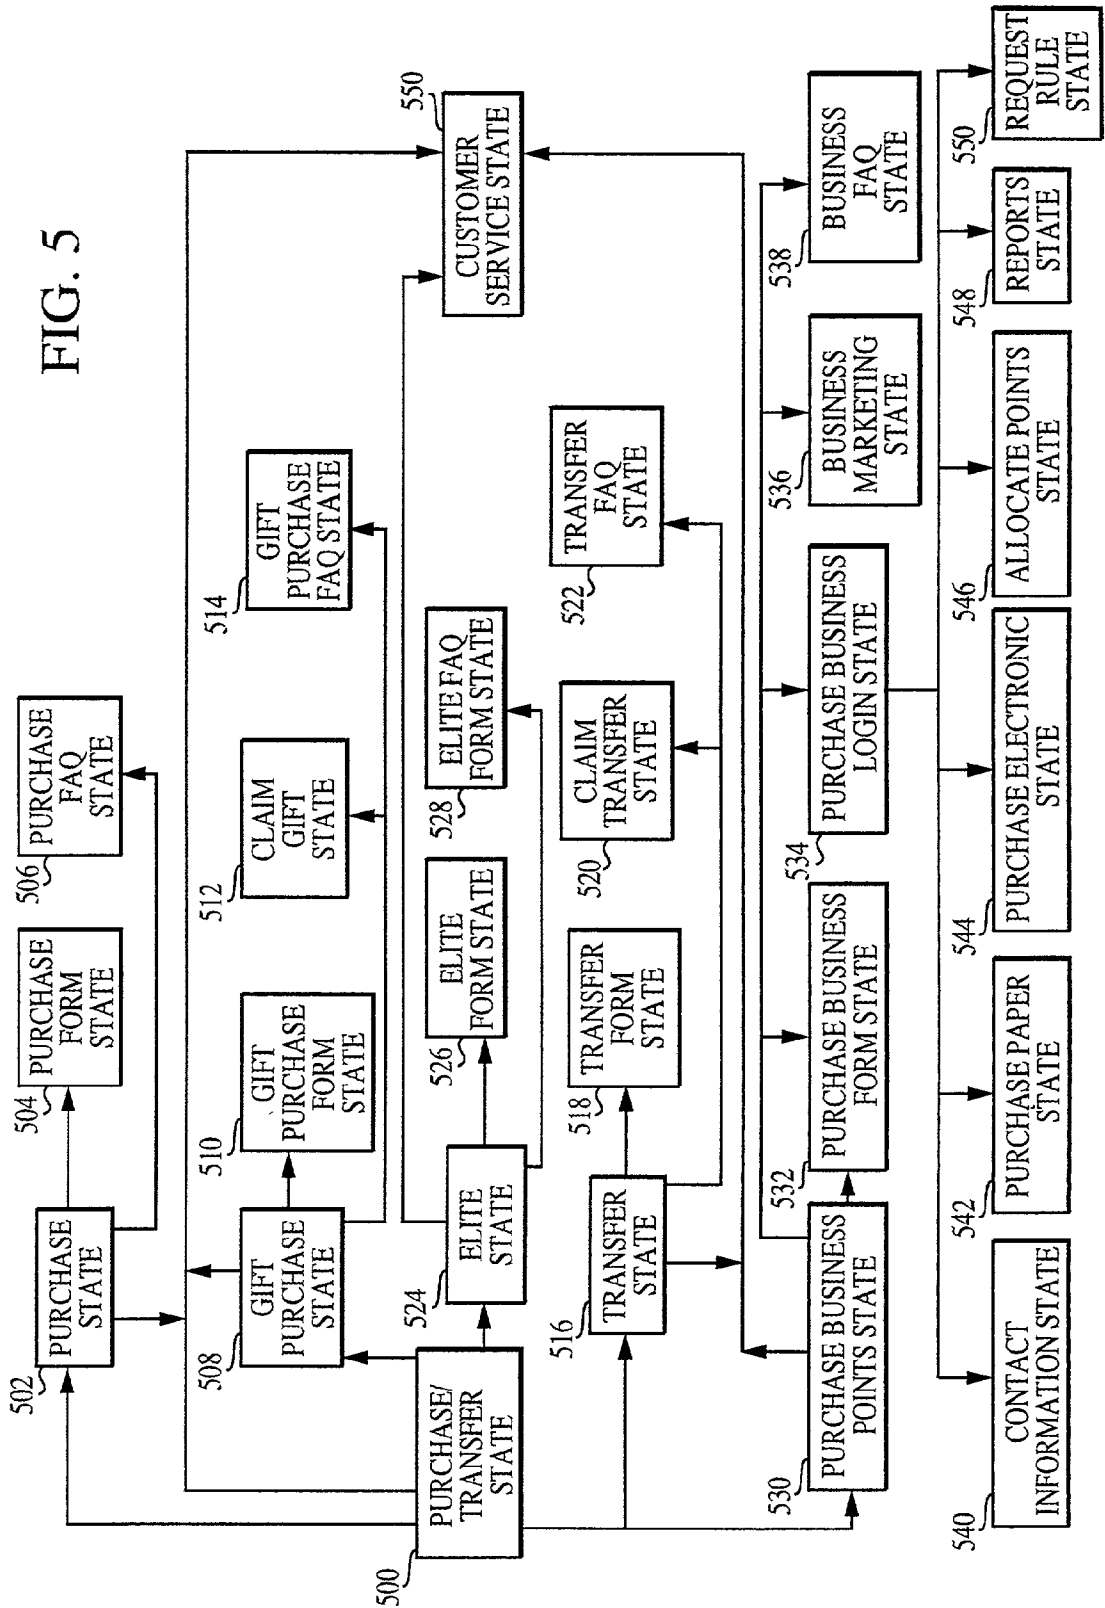 FIG. 5
502
PURCHASE
STATE
504
PURCHASE
FORM
STATE
506
PURCHASE
FAQ
STATE
508
GIFT
PURCHASE
STATE
510
GIFT
PURCHASE
FORM
STATE
512
CLAIM
GIFT
STATE
514
GIFT
PURCHASE
FAQ STATE
500
PURCHASE/
TRANSFER
STATE
524
ELITE
STATE
526
ELITE
FORM STATE
528
ELITE FAQ
FORM STATE
550
CUSTOMER
SERVICE STATE
516
TRANSFER
STATE
518
TRANSFER
FORM
STATE
520
CLAIM
TRANSFER
STATE
522
TRANSFER
FAQ
STATE
530
PURCHASE BUSINESS
POINTS STATE
532
PURCHASE BUSINESS
FORM STATE
534
PURCHASE BUSINESS
LOGIN STATE
536
BUSINESS
MARKETING
STATE
538
BUSINESS
FAQ
STATE
540
CONTACT
INFORMATION STATE
542
PURCHASE PAPER
STATE
544
PURCHASE ELECTRONIC
STATE
546
ALLOCATE POINTS
STATE
548
REPORTS
STATE
550
REQUEST
RULE
STATE